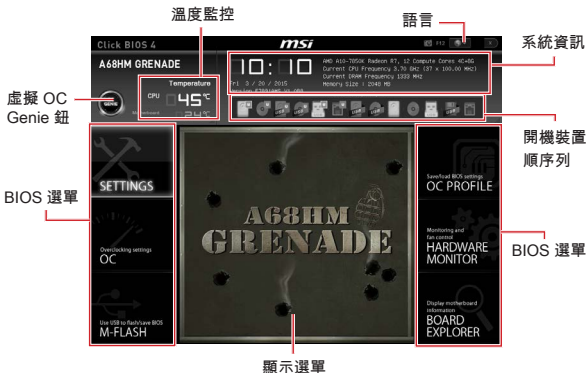 溫度監控
語言
系統資訊
Click BIOS 4
msi
F12
X
A68HM GRENADE
10:10
Fri 3 / 20 / 2015
AMD A10-7850K Radeon R7, 12 Compute Cores 4C+8G
Current CPU Frequency 3.70 GHz (37 x 100.00 MHz)
Current DRAM Frequency 1333 MHz
Memory Size : 2048 MB
Temperature
CPU 45°C
GENIE
虛擬 OC
Genie 鈕
開機裝置
順序列
SETTINGS
BIOS 選單
Overclocking settings
OC
Use USB to flash/save BIOS
M-FLASH
A68HM
GRENADE
Save/load BIOS settings
OC PROFILE
Monitoring and
fan control
HARDWARE
MONITOR
BIOS 選單
Display motherboard
information
BOARD
EXPLORER
顯示選單